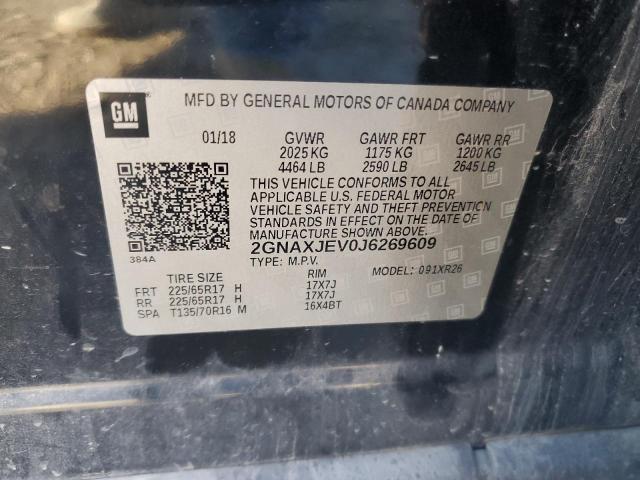 GM
MFD BY GENERAL MOTORS OF CANADA COMPANY
01/18 GVWR GAWR FRT GAWR RR
2025 KG 1175 KG 1200 KG
4464 LB 2590 LB 2645 LB
THIS VEHICLE CONFORMS TO ALL
APPLICABLE U.S. FEDERAL MOTOR
VEHICLE SAFETY AND THEFT PREVENTION
STANDARDS IN EFFECT ON THE DATE OF
MANUFACTURE SHOWN ABOVE.
384A 2GNAXJEV0J6269609
TYPE: M.P.V. MODEL: 091XR26
TIRE SIZE RIM
FRT 225/65R17 H 17X7J
RR 225/65R17 H 17X7J
SPA T135/70R16 M 16X4BT